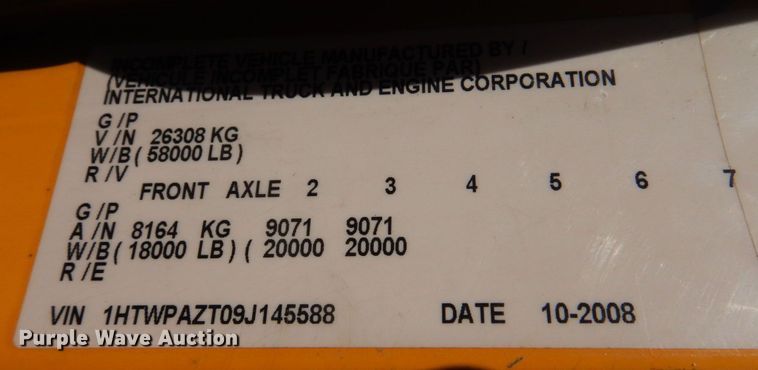 INCOMPLETE VEHICLE MANUFACTURED BY /
(VEHICULE INCOMPLET FABRIQUE PAR)
INTERNATIONAL TRUCK AND ENGINE CORPORATION
G /P
V /N 26308 KG
W/B ( 58000 LB )
R /V
FRONT AXLE 2 3 4 5 6 7
G /P
A /N 8164 KG 9071 9071
W/B ( 18000 LB) ( 20000 20000
R /E
VIN 1HTWPAZT09J145588 DATE 10-2008
Purple Wave Auction